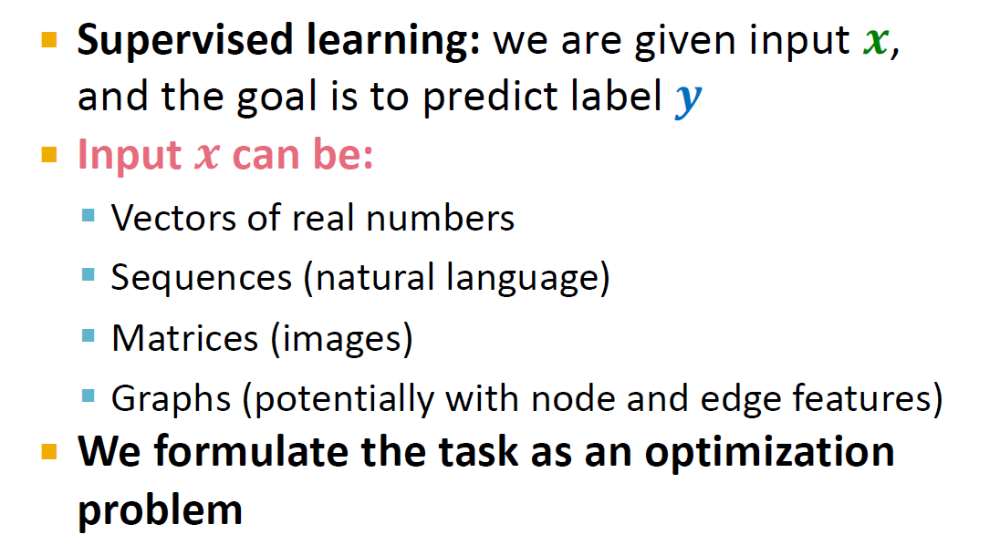 Supervised learning: we are given input x,
and the goal is to predict label y
Input x can be:
Vectors of real numbers
Sequences (natural language)
Matrices (images)
Graphs (potentially with node and edge features)
We formulate the task as an optimization
problem